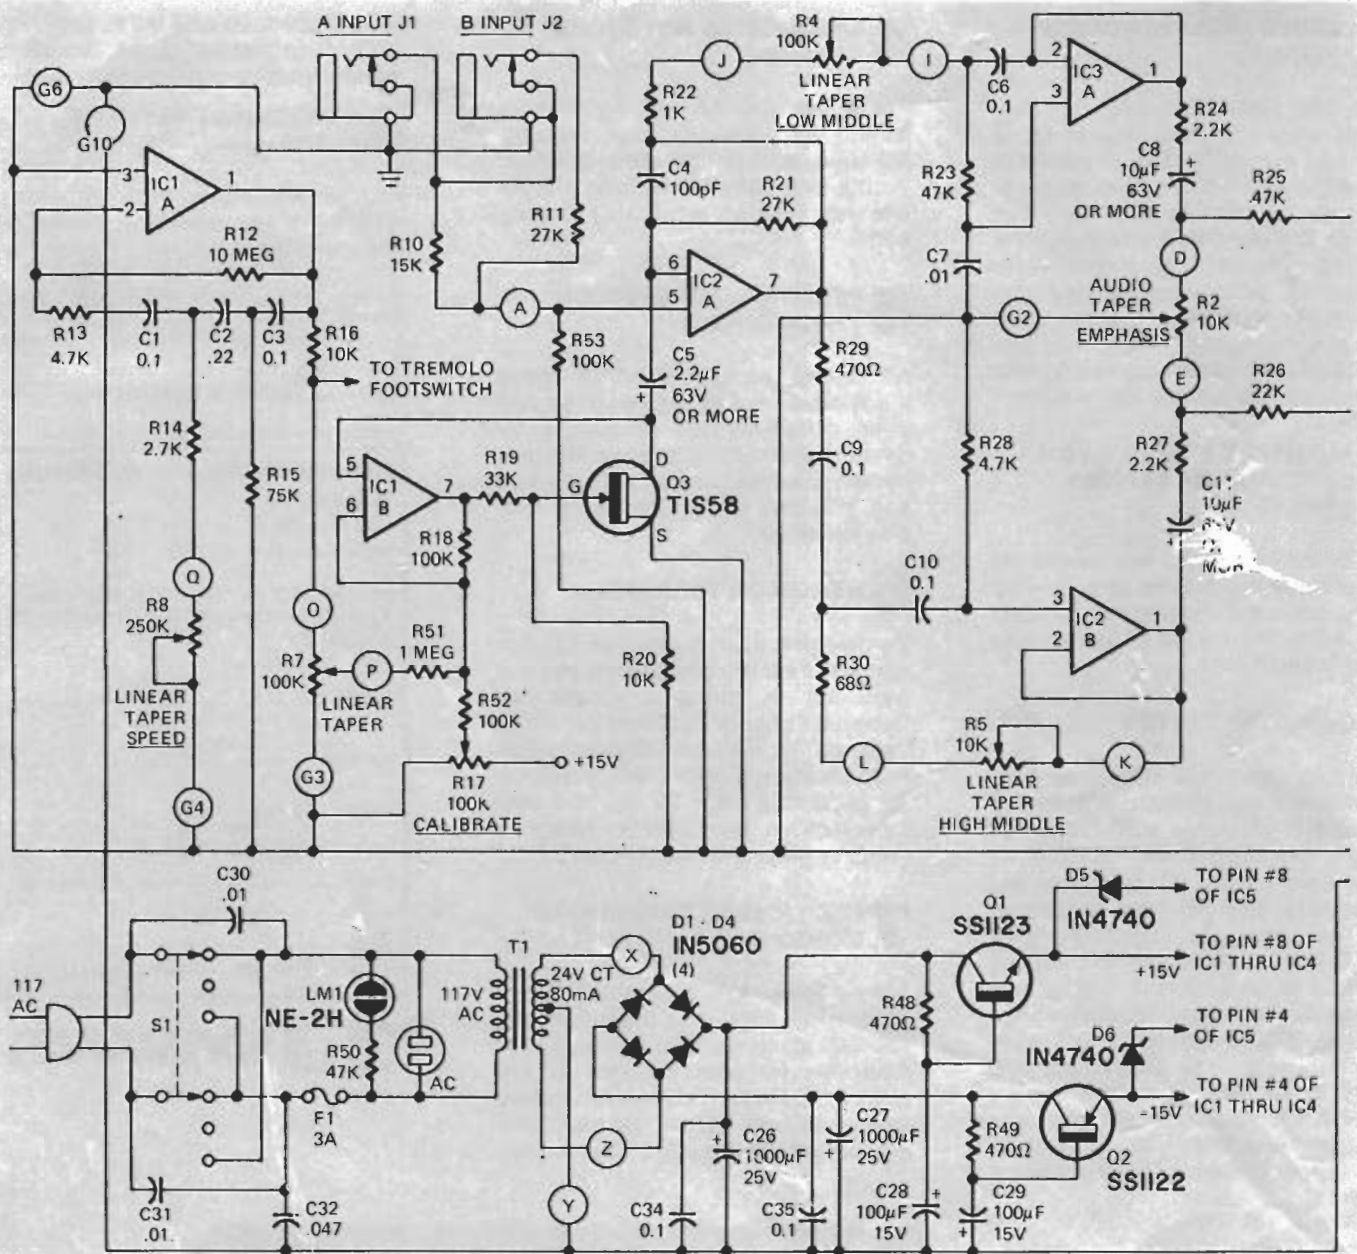 A INPUT J1
B INPUT J2
R4
100K
LINEAR
TAPER
LOW MIDDLE
J
I
C6
0.1
2
3
IC3
A
1
G6
G10
R22
1K
R24
2.2K
C8
10µF
63V
OR MORE
+
3
2
IC1
A
1
C4
100pF
R21
27K
R23
47K
R25
47K
R12
10 MEG
R10
15K
R11
27K
6
5
IC2
A
7
C7
.01
D
R13
4.7K
C1
0.1
C2
.22
C3
0.1
R16
10K
A
R53
100K
G2
AUDIO
TAPER
EMPHASIS
R2
10K
TO TREMOLO
FOOTSWITCH
C5
2.2µF
63V
OR MORE
+
R29
470Ω
E
R26
22K
R14
2.7K
R15
75K
5
6
IC1
B
7
R19
33K
G
D
S
Q3
TIS58
C9
0.1
R28
4.7K
R27
2.2K
C11
10µF
+
R18
100K
Q
O
C10
0.1
3
2
IC2
B
1
R8
250K
LINEAR
TAPER
SPEED
R7
100K
P
LINEAR
TAPER
R51
1 MEG
R52
100K
R20
10K
R30
68Ω
L
R5
10K
LINEAR
TAPER
HIGH MIDDLE
K
G4
G3
R17
100K
CALIBRATE
+15V
C30
.01
D1 - D4
IN5060
(4)
Q1
SS1123
D5
IN4740
TO PIN #8
OF IC5
TO PIN #8 OF
IC1 THRU IC4
+15V
117
AC
S1
LM1
NE-2H
R50
47K
AC
F1
3A
117V
AC
T1
24V CT
80mA
X
Z
Y
R48
470Ω
D6
IN4740
TO PIN #4
OF IC5
TO PIN #4 OF
IC1 THRU IC4
-15V
C31
.01.
C32
.047
C34
0.1
C26
1000µF
25V
+
C35
0.1
C27
1000µF
25V
+
C28
100µF
15V
+
R49
470Ω
C29
100µF
15V
+
Q2
SS1122